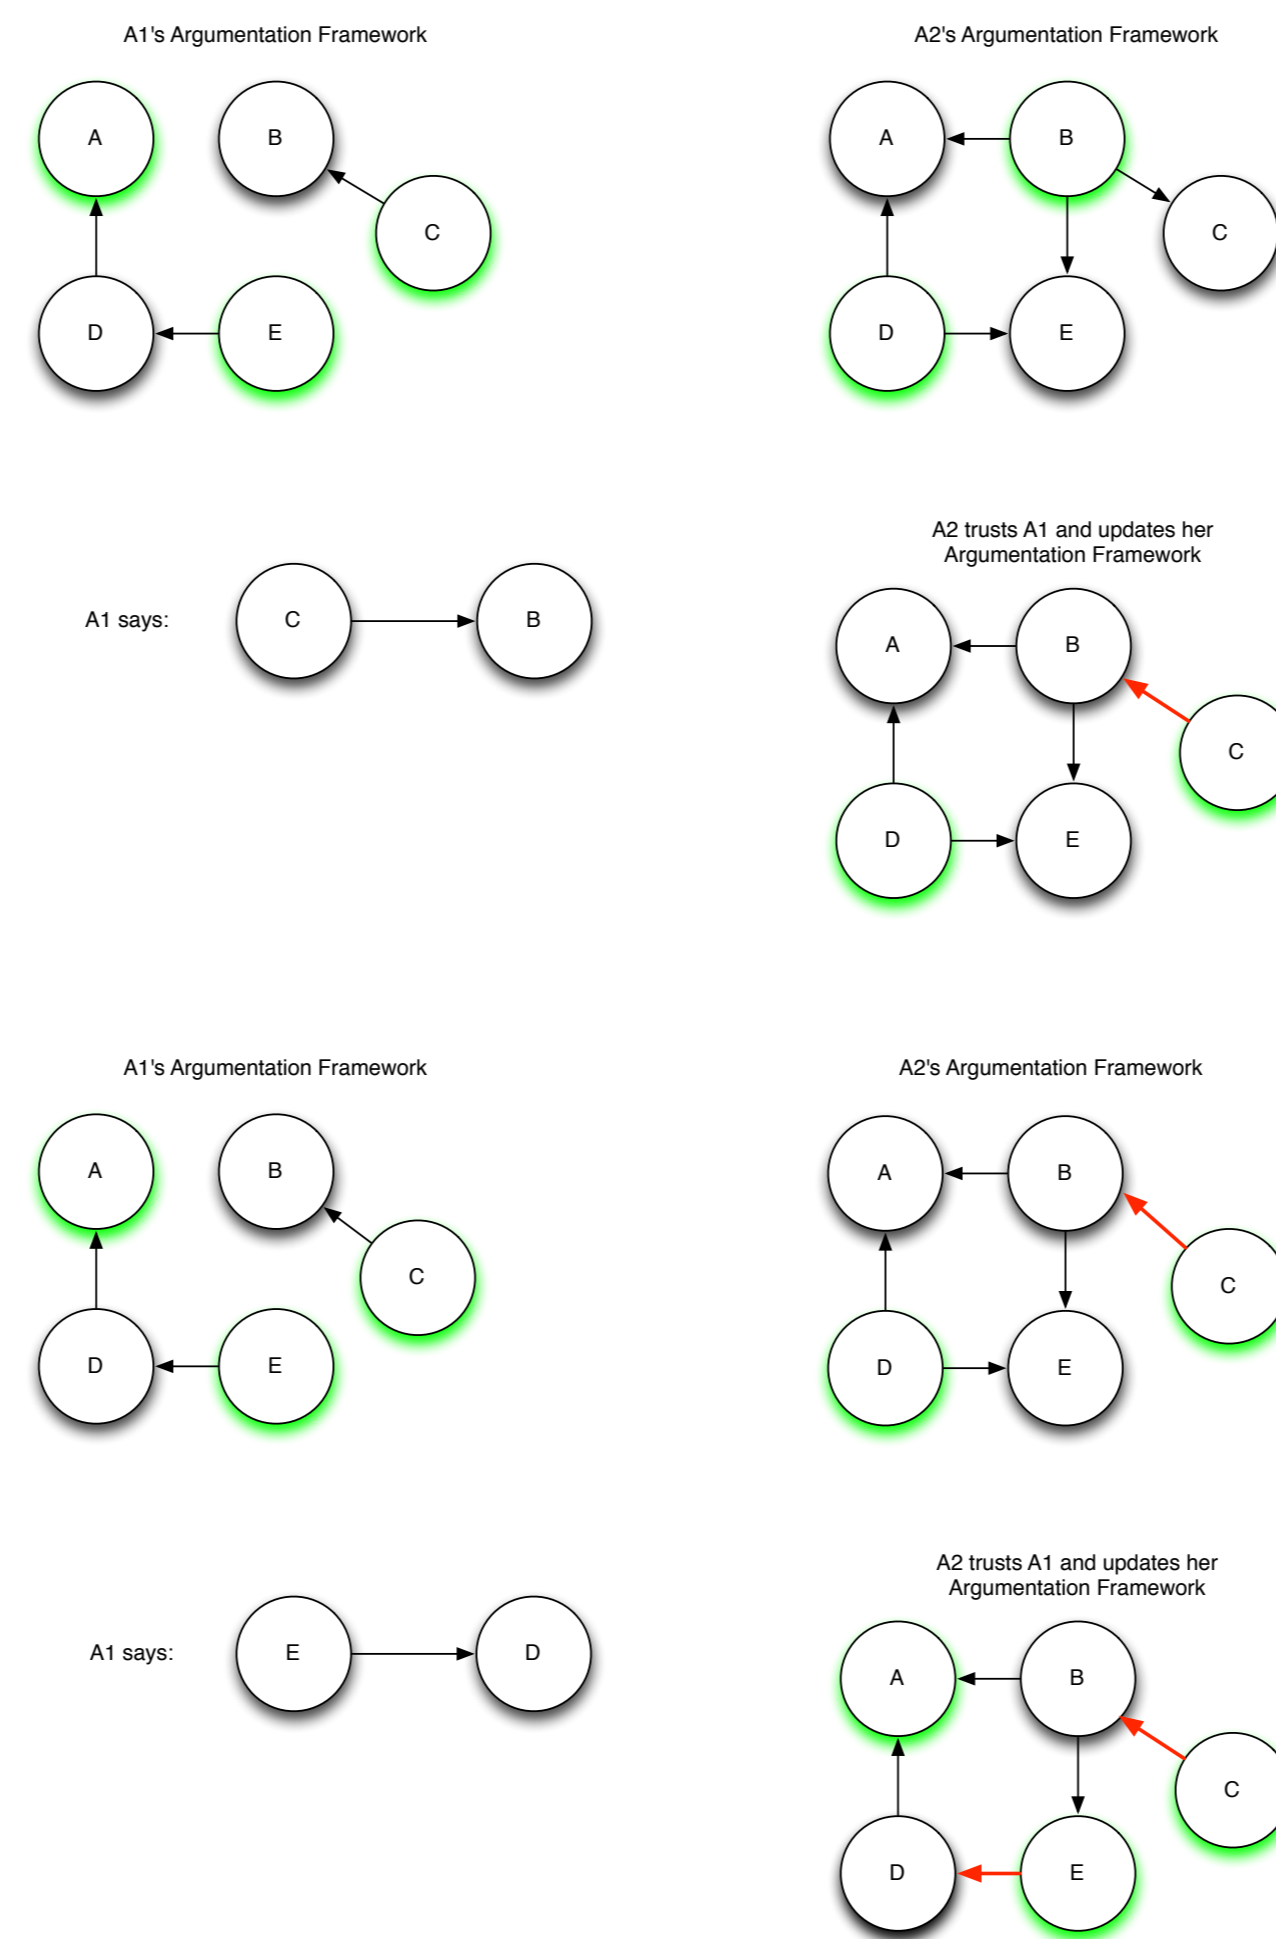 A1's Argumentation Framework
A2's Argumentation Framework
A
B
C
D
E
A
B
C
D
E
A1 says:
C
B
A2 trusts A1 and updates her
Argumentation Framework
A
B
C
D
E
A1's Argumentation Framework
A2's Argumentation Framework
A
B
C
D
E
A
B
C
D
E
A1 says:
E
D
A2 trusts A1 and updates her
Argumentation Framework
A
B
C
D
E